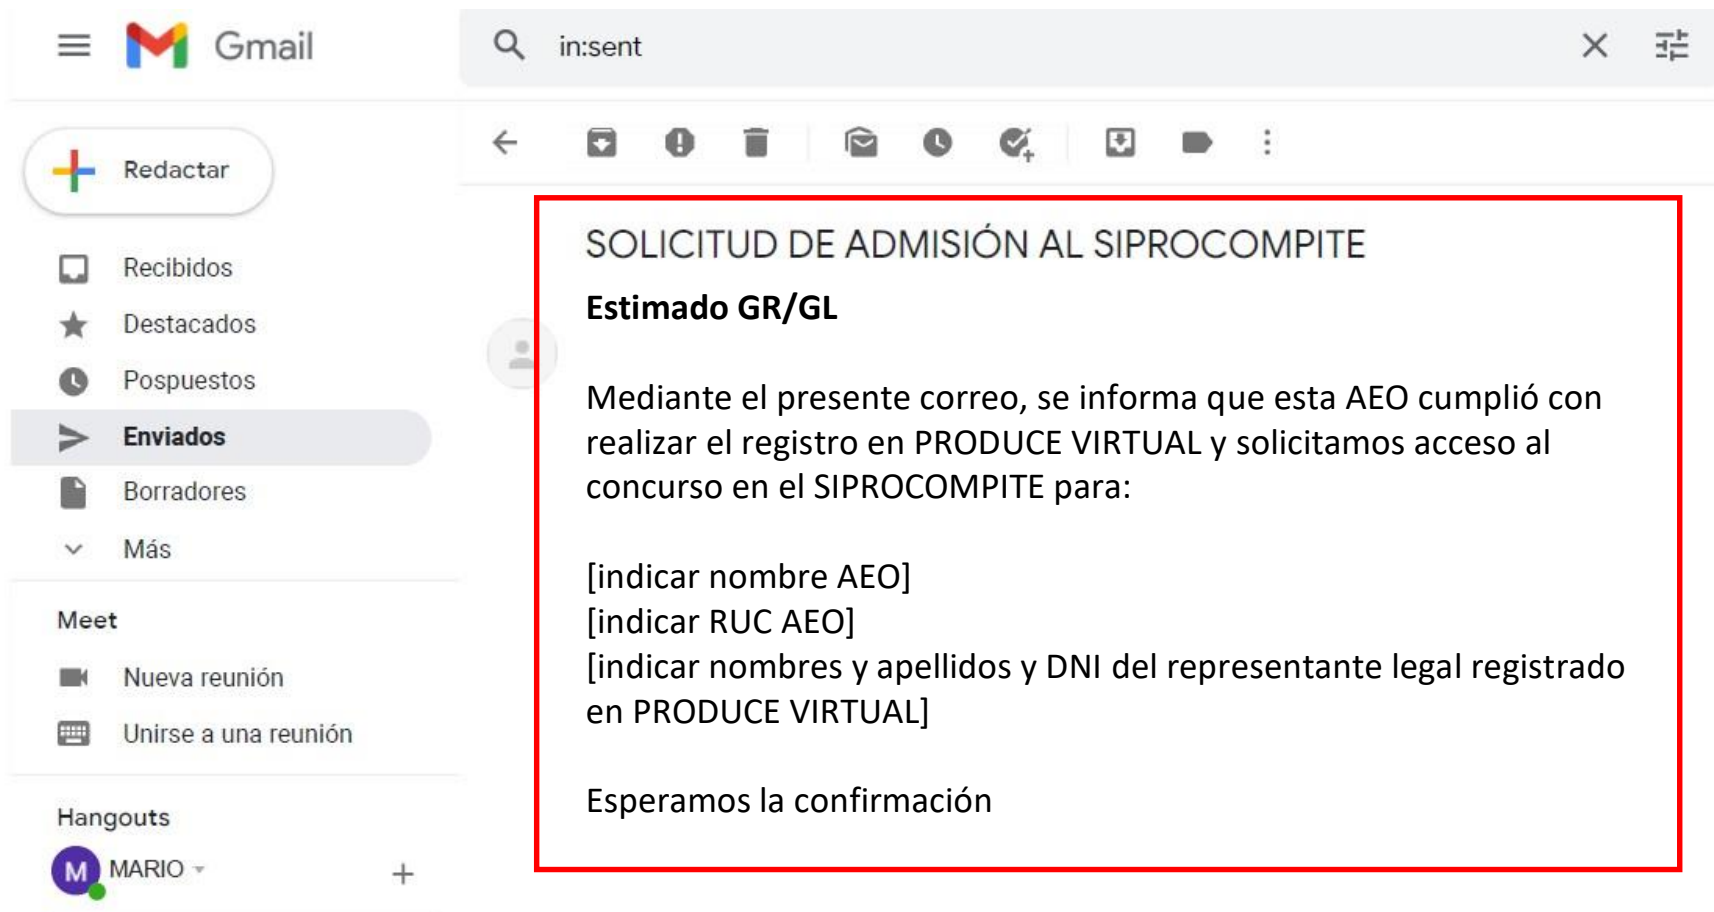 Gmail
in:sent
Redactar
Recibidos
Destacados
Pospuestos
Enviados
Borradores
Más
Meet
Nueva reunión
Unirse a una reunión
Hangouts
M MARIO
SOLICITUD DE ADMISIÓN AL SIPROCOMPITE
Estimado GR/GL
Mediante el presente correo, se informa que esta AEO cumplió con
realizar el registro en PRODUCE VIRTUAL y solicitamos acceso al
concurso en el SIPROCOMPITE para:
[indicar nombre AEO]
[indicar RUC AEO]
[indicar nombres y apellidos y DNI del representante legal registrado
en PRODUCE VIRTUAL]
Esperamos la confirmación